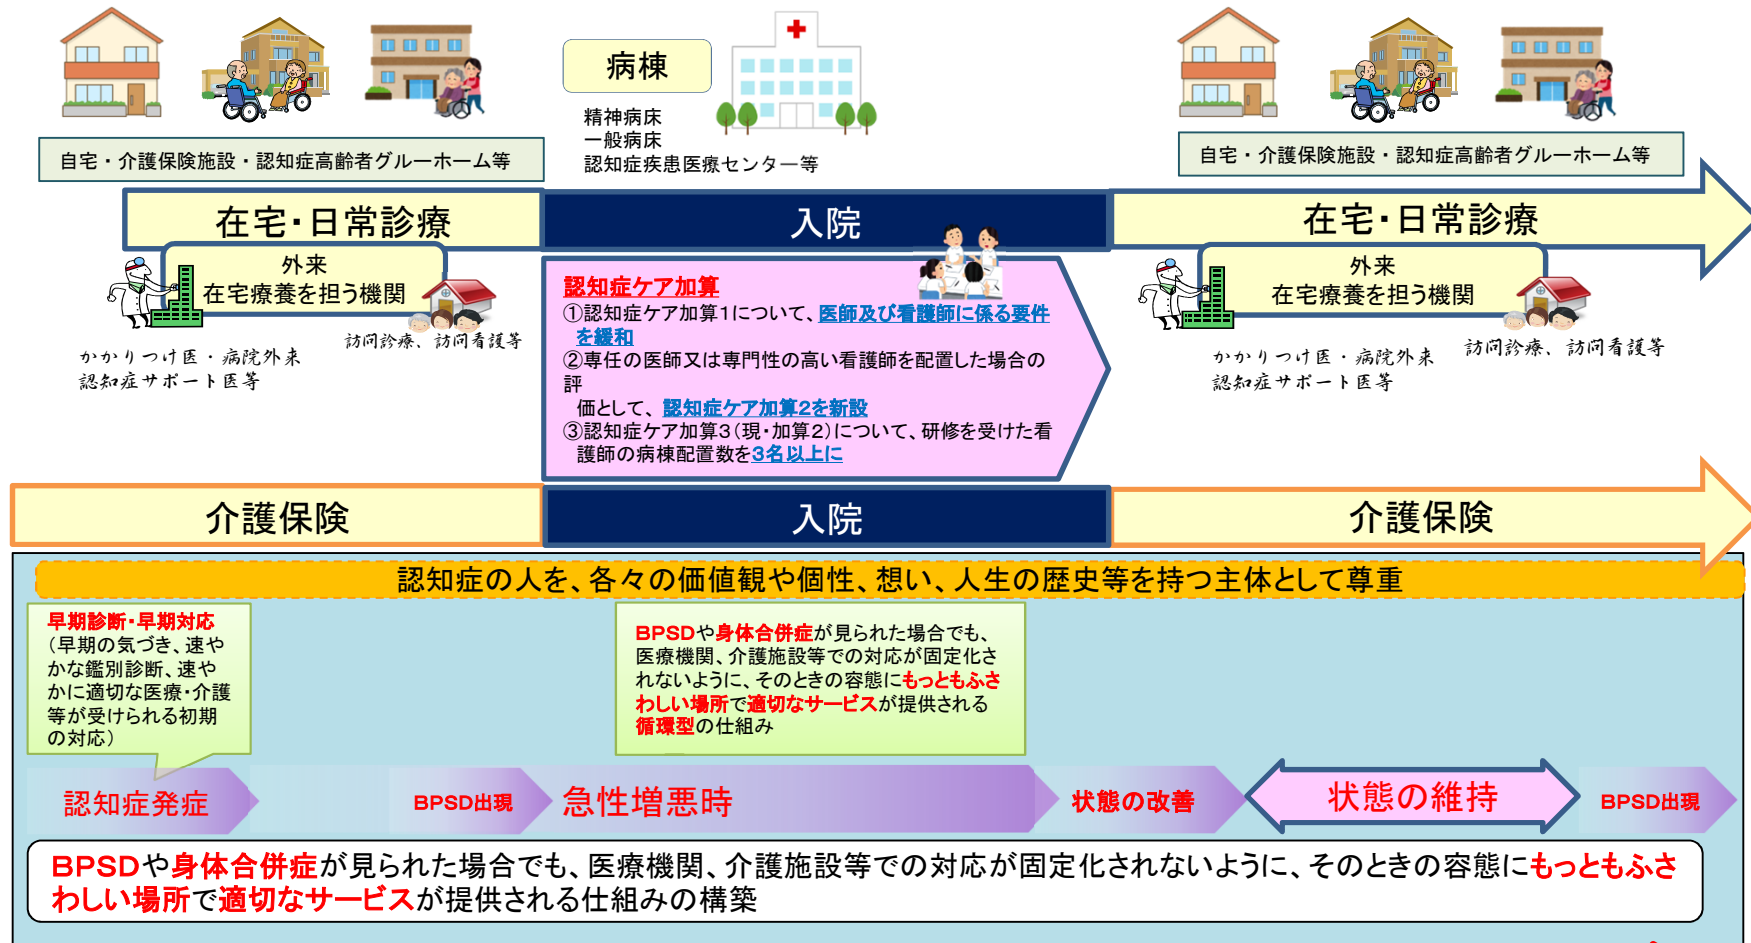 病棟
精神病床
一般病床
認知症疾患医療センター等
自宅・介護保険施設・認知症高齢者グルーホーム等
自宅・介護保険施設・認知症高齢者グルーホーム等
在宅・日常診療
入院
在宅・日常診療
外来
在宅療養を担う機関
訪問診療、訪問看護等
かかりつけ医・病院外来
認知症サポート医等
認知症ケア加算
①認知症ケア加算1について、医師及び看護師に係る要件
を緩和
②専任の医師又は専門性の高い看護師を配置した場合の
評
価として、認知症ケア加算2を新設
③認知症ケア加算3(現・加算2)について、研修を受けた看
護師の病棟配置数を3名以上に
外来
在宅療養を担う機関
訪問診療、訪問看護等
かかりつけ医・病院外来
認知症サポート医等
介護保険
入院
介護保険
認知症の人を、各々の価値観や個性、想い、人生の歴史等を持つ主体として尊重
早期診断・早期対応
(早期の気づき、速や
かな鑑別診断、速や
かに適切な医療・介護
等が受けられる初期
の対応)
BPSDや身体合併症が見られた場合でも、
医療機関、介護施設等での対応が固定化さ
れないように、そのときの容態にもっともふさ
わしい場所で適切なサービスが提供される
循環型の仕組み
認知症発症
BPSD出現
急性増悪時
状態の改善
状態の維持
BPSD出現
BPSDや身体合併症が見られた場合でも、医療機関、介護施設等での対応が固定化されないように、そのときの容態にもっともふさ
わしい場所で適切なサービスが提供される仕組みの構築